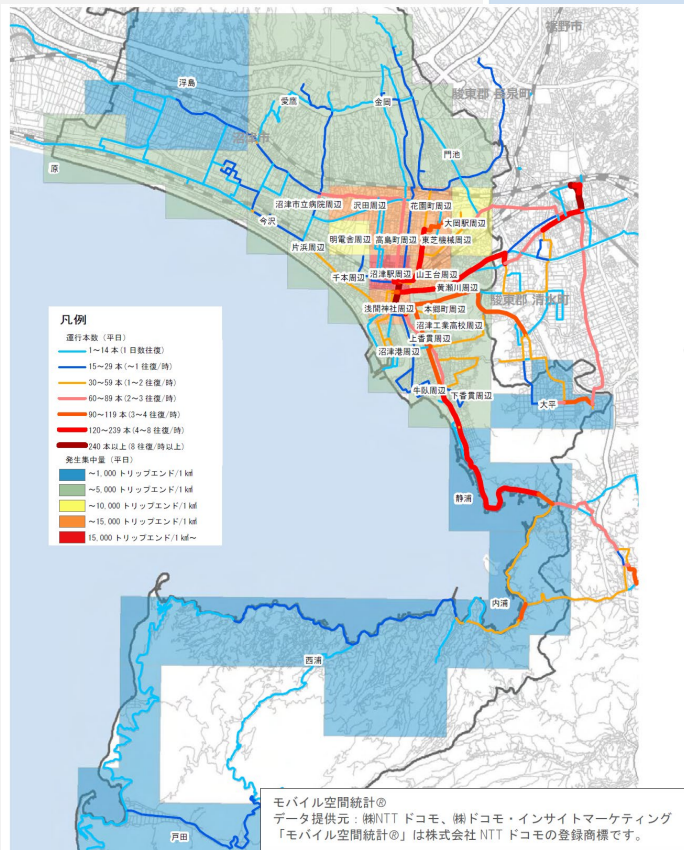 裾野市
浮島
愛鷹
金岡
駿東郡 長泉町
沼津市
門池
原
沼津市立病院周辺
沢田周辺
花園町周辺
今沢
大岡駅周辺
明電舎周辺
高島町周辺
東芝機械周辺
片浜周辺
沼津駅周辺
山王台周辺
千本周辺
黄瀬川周辺
駿東郡 清水町
浅間神社周辺
本郷町周辺
沼津工業高校周辺
上香貫周辺
沼津港周辺
牛臥周辺
下香貫周辺
大平
凡例
運行本数(平日)
1~14 本(1 日数往復)
15~29 本(~1 往復/時)
30~59 本(1~2 往復/時)
60~89 本(2~3 往復/時)
90~119 本(3~4 往復/時)
120~239 本(4~8 往復/時)
240 本以上(8 往復/時以上)
発生集中量(平日)
~1,000 トリップエンド/1 ㎢
~5,000 トリップエンド/1 ㎢
~10,000 トリップエンド/1 ㎢
~15,000 トリップエンド/1 ㎢
15,000 トリップエンド/1 ㎢~
静浦
内浦
西浦
戸田
モバイル空間統計®
データ提供元:㈱NTT ドコモ、㈱ドコモ・インサイトマーケティング
「モバイル空間統計®」は株式会社 NTT ドコモの登録商標です。